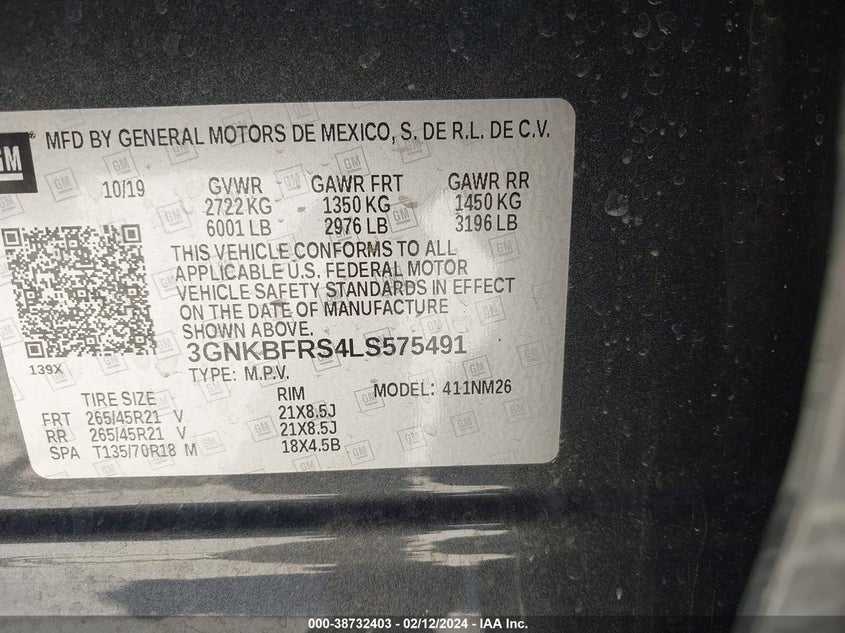 GM
MFD BY GENERAL MOTORS DE MEXICO, S. DE R.L. DE C.V.
10/19 GVWR GAWR FRT GAWR RR
2722 KG 1350 KG 1450 KG
6001 LB 2976 LB 3196 LB
THIS VEHICLE CONFORMS TO ALL
APPLICABLE U.S. FEDERAL MOTOR
VEHICLE SAFETY STANDARDS IN EFFECT
ON THE DATE OF MANUFACTURE
SHOWN ABOVE.
3GNKBFRS4LS575491
139X
TYPE: M.P.V.
TIRE SIZE RIM MODEL: 411NM26
FRT 265/45R21 V 21X8.5J
RR 265/45R21 V 21X8.5J
SPA T135/70R18 M 18X4.5B
000-38732403 - 02/12/2024 - IAA Inc.